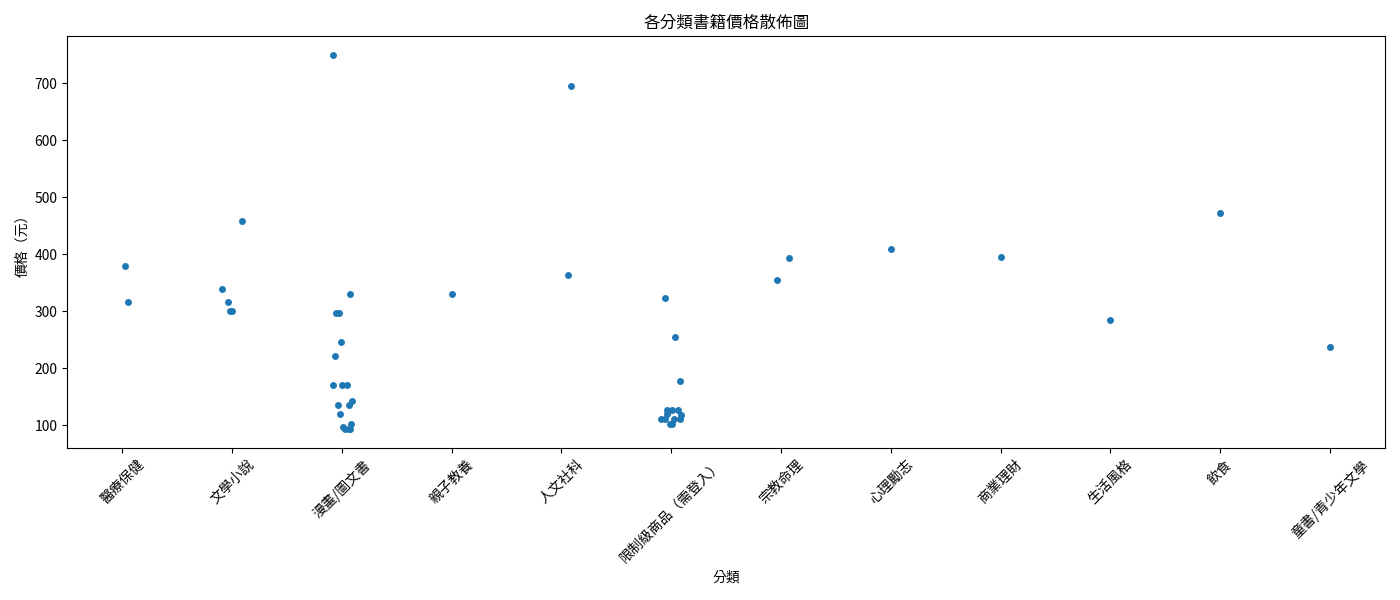 各分類書籍價格散佈圖
價格（元）
700
600
500
400
300
200
100
醫療保健
文學小說
漫畫/圖文書
親子教養
人文社科
限制級商品（需登入）
宗教命理
心理勵志
商業理財
生活風格
飲食
童書/青少年文學
分類